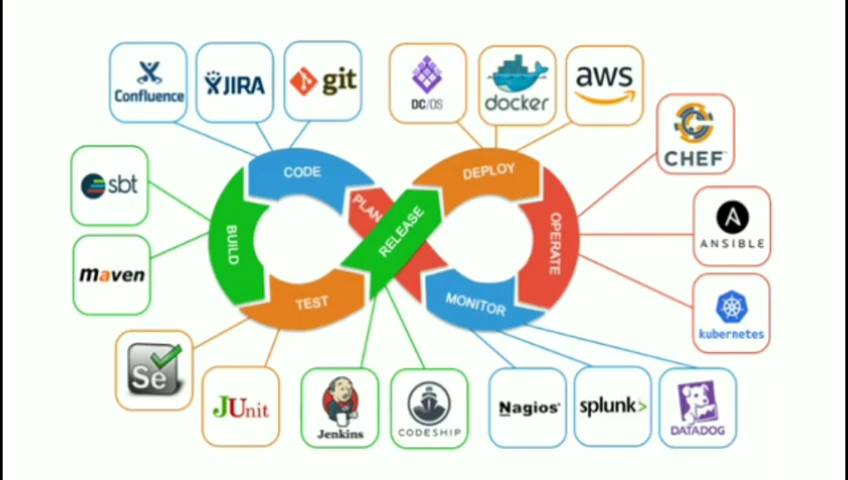 Confluence
JIRA
git
DC/OS
docker
aws
CHEF
sbt
CODE
DEPLOY
PLAN
RELEASE
BUILD
OPERATE
ANSIBLE
maven
TEST
MONITOR
kubernetes
Se
JUnit
Jenkins
CODESHIP
Nagios®
splunk>
DATADOG